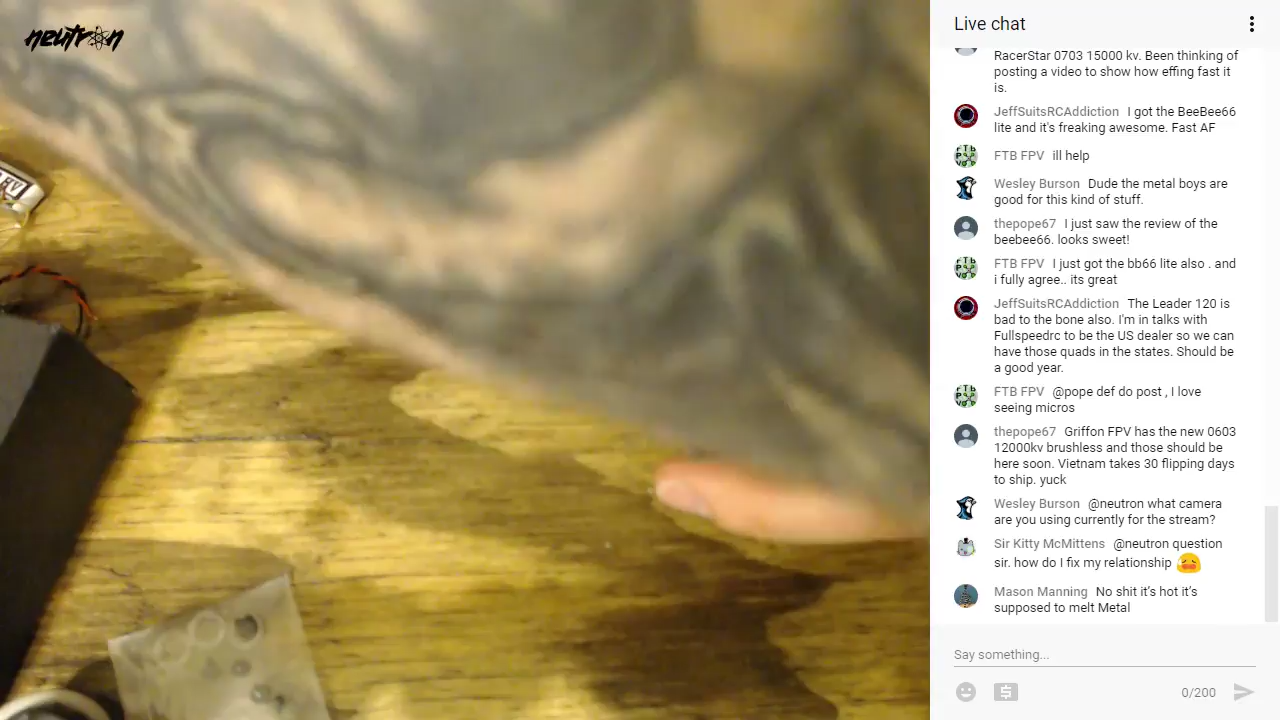 neutron
Live chat
RacerStar 0703 15000 kv. Been thinking of
posting a video to show how effing fast it
is.
JeffSuitsRCAddiction I got the BeeBee66
lite and it's freaking awesome. Fast AF
FTB FPV ill help
Wesley Burson Dude the metal boys are
good for this kind of stuff.
thepope67 I just saw the review of the
beebee66. looks sweet!
FTB FPV I just got the bb66 lite also . and
i fully agree.. its great
JeffSuitsRCAddiction The Leader 120 is
bad to the bone also. I'm in talks with
Fullspeedrc to be the US dealer so we can
have those quads in the states. Should be
a good year.
FTB FPV @pope def do post , I love
seeing micros
thepope67 Griffon FPV has the new 0603
12000kv brushless and those should be
here soon. Vietnam takes 30 flipping days
to ship. yuck
Wesley Burson @neutron what camera
are you using currently for the stream?
Sir Kitty McMittens @neutron question
sir. how do I fix my relationship
Mason Manning No shit it's hot it's
supposed to melt Metal
Say something...
0/200